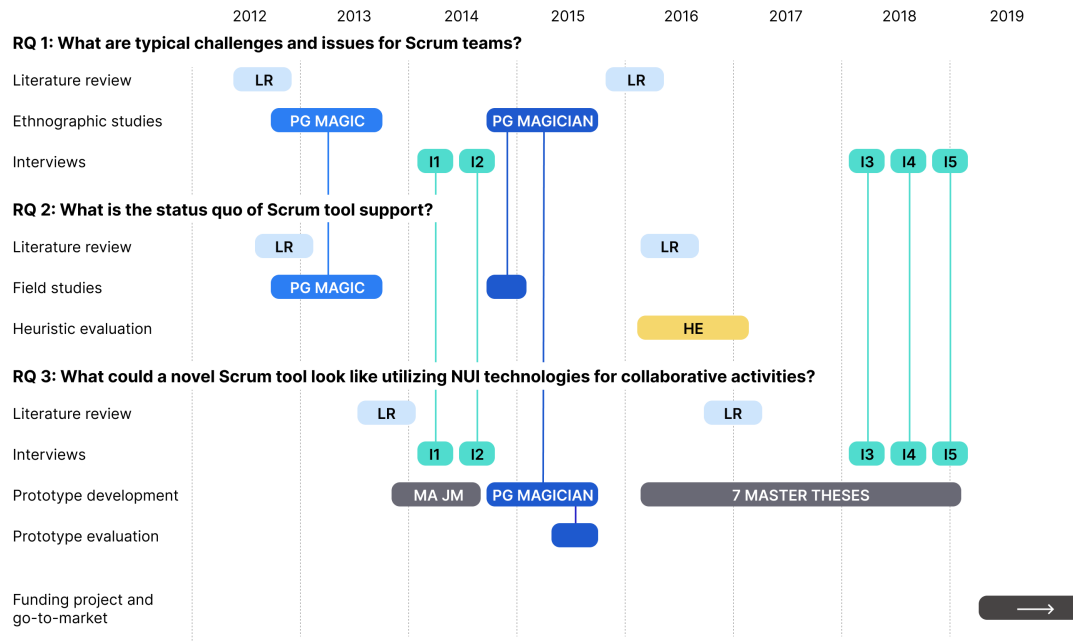 2012 2013 2014 2015 2016 2017 2018 2019
RQ 1: What are typical challenges and issues for Scrum teams?
Literature review LR LR
Ethnographic studies PG MAGIC PG MAGICIAN
Interviews I1 I2 I3 I4 I5
RQ 2: What is the status quo of Scrum tool support?
Literature review LR LR
Field studies PG MAGIC
Heuristic evaluation HE
RQ 3: What could a novel Scrum tool look like utilizing NUI technologies for collaborative activities?
Literature review LR LR
Interviews I1 I2 I3 I4 I5
Prototype development MA JM PG MAGICIAN 7 MASTER THESES
Prototype evaluation
Funding project and
go-to-market